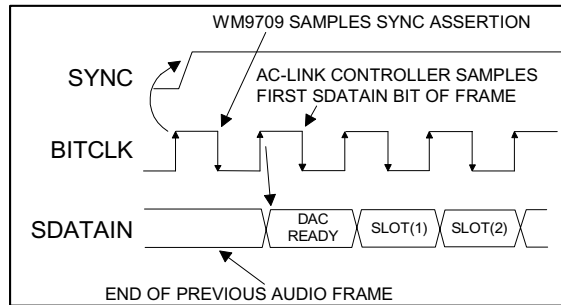 WM9709 SAMPLES SYNC ASSERTION
SYNC
AC-LINK CONTROLLER SAMPLES
FIRST SDATAIN BIT OF FRAME
BITCLK
SDATAIN
DAC
READY
SLOT(1)
SLOT(2)
END OF PREVIOUS AUDIO FRAME